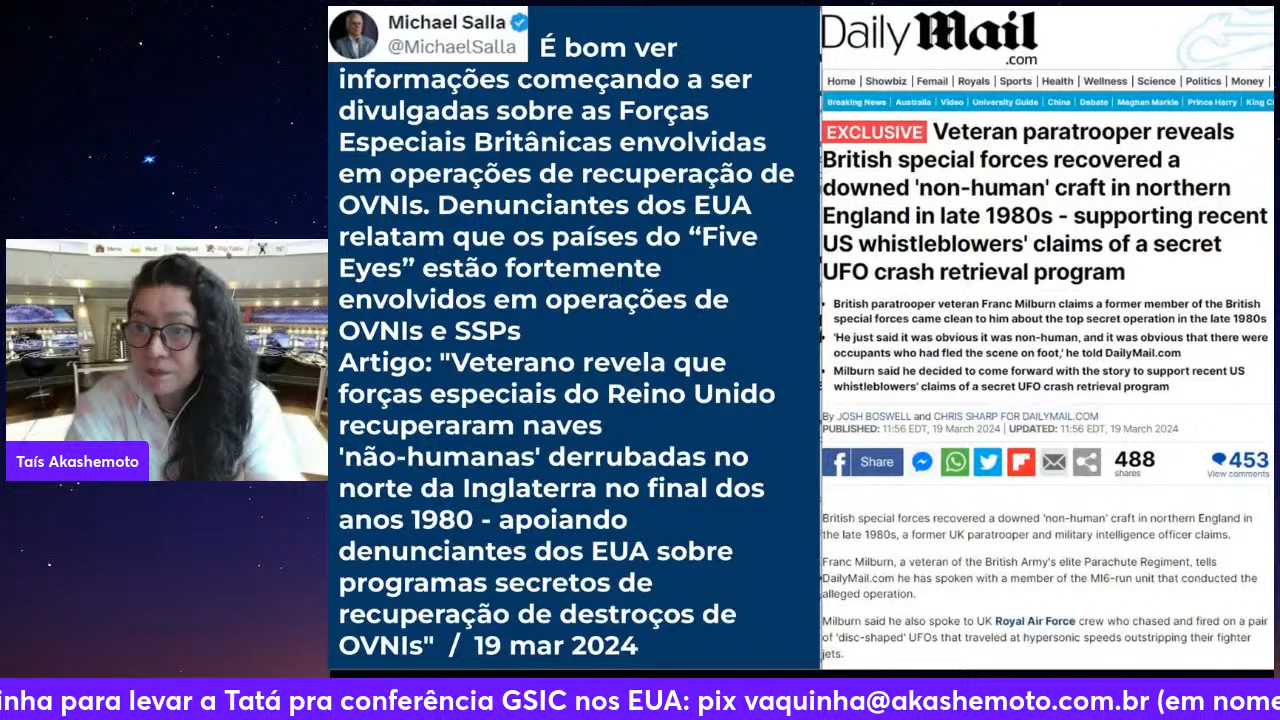 Michael Salla
@MichaelSalla
É bom ver
informações começando a ser
divulgadas sobre as Forças
Especiais Britânicas envolvidas
em operações de recuperação de
OVNIs. Denunciantes dos EUA
relatam que os países do “Five
Eyes” estão fortemente
envolvidos em operações de
OVNIs e SSPs
Artigo: "Veterano revela que
forças especiais do Reino Unido
recuperaram naves
'não-humanas' derrubadas no
norte da Inglaterra no final dos
anos 1980 - apoiando
denunciantes dos EUA sobre
programas secretos de
recuperação de destroços de
OVNIs" / 19 mar 2024
Daily Mail
.com
Home | Showbiz | Femail | Royals | Sports | Health | Wellness | Science | Politics | Money |
Breaking News | Australia | Video | University Guide | China | Debate | Meghan Markle | Prince Harry | King C
EXCLUSIVE Veteran paratrooper reveals
British special forces recovered a
downed 'non-human' craft in northern
England in late 1980s - supporting recent
US whistleblowers' claims of a secret
UFO crash retrieval program
British paratrooper veteran Franc Milburn claims a former member of the British
special forces came clean to him about the top secret operation in the late 1980s
'He just said it was obvious it was non-human, and it was obvious that there were
occupants who had fled the scene on foot,' he told DailyMail.com
Milburn said he decided to come forward with the story to support recent US
whistleblowers' claims of a secret UFO crash retrieval program
By JOSH BOSWELL and CHRIS SHARP FOR DAILYMAIL.COM
PUBLISHED: 11:56 EDT, 19 March 2024 | UPDATED: 11:56 EDT, 19 March 2024
Share
488
shares
453
View comments
British special forces recovered a downed 'non-human' craft in northern England in
the late 1980s, a former UK paratrooper and military intelligence officer claims.
Franc Milburn, a veteran of the British Army's elite Parachute Regiment, tells
DailyMail.com he has spoken with a member of the MI6-run unit that conducted the
alleged operation.
Milburn said he also spoke to UK Royal Air Force crew who chased and fired on a pair
of 'disc-shaped' UFOs that traveled at hypersonic speeds outstripping their fighter
jets.
Taís Akashemoto
inha para levar a Tatá pra conferência GSIC nos EUA: pix vaquinha@akashemoto.com.br (em nome